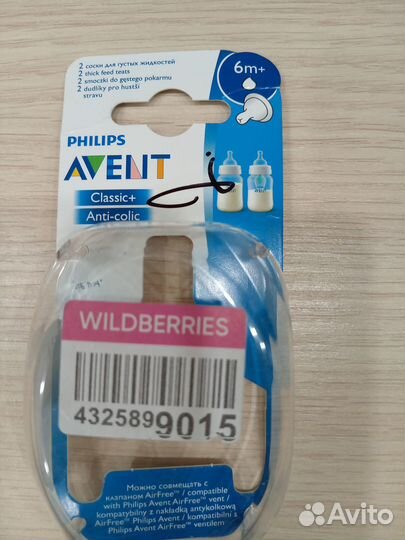 2 соски для густых жидкостей
2 thick feed teats
2 smoczki do gęstego pokarmu
2 dudlíky pro hustší
stravu
6m+
PHILIPS
AVENT
Classic+
Anti-colic
WILDBERRIES
4325899015
Можно совмещать с
клапаном AirFree™ / compatible
with Philips Avent AirFree™ vent /
kompatybilny z nakładką antykolkową
AirFree™ Philips Avent / kompatibilní s
Philips Avent AirFree™ ventilem
Avito